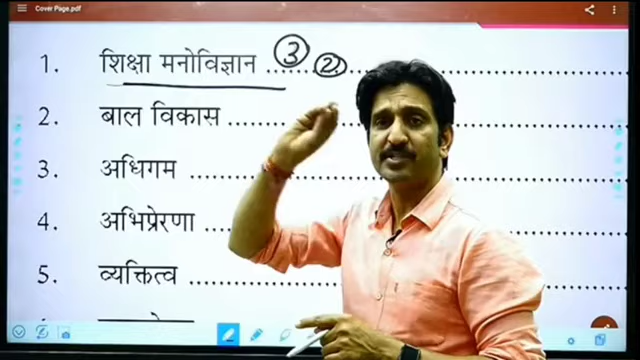 Cover Page.pdf
1. शिक्षा मनोविज्ञान ................ 3 2.
2. बाल विकास ................
3. अधिगम ................
4. अभिप्रेरणा ................
5. व्यक्तित्व ................